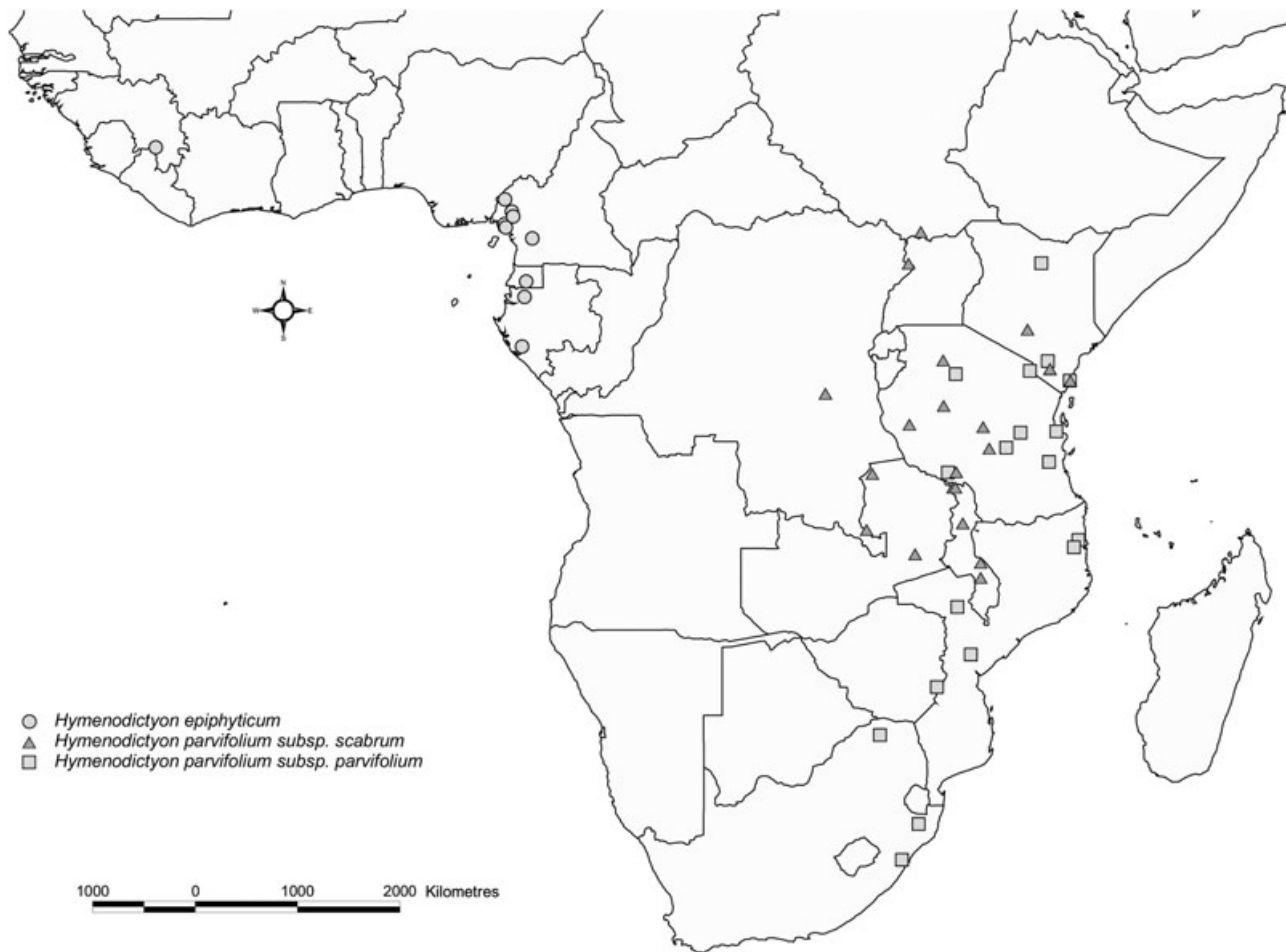 N
W E
S
Hymenodictyon epiphyticum
Hymenodictyon parvifolium subsp. scabrum
Hymenodictyon parvifolium subsp. parvifolium
1000 0 1000 2000 Kilometres